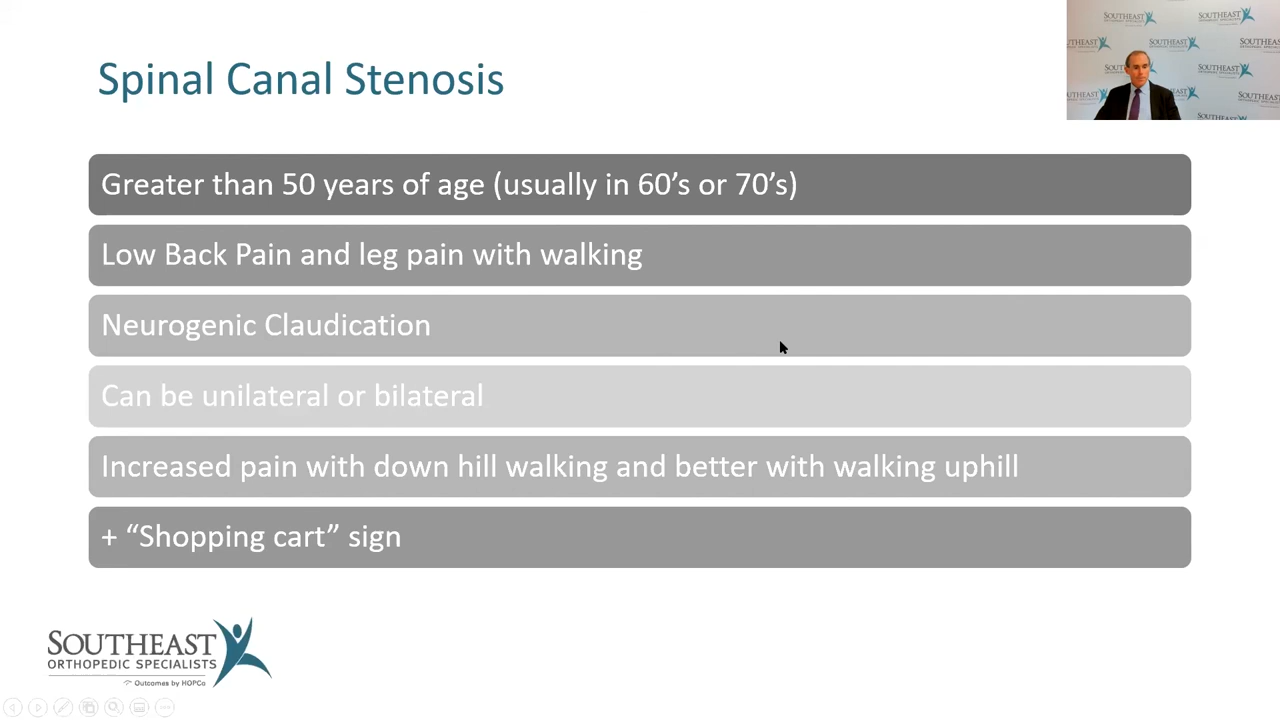 Spinal Canal Stenosis
Greater than 50 years of age (usually in 60’s or 70’s)
Low Back Pain and leg pain with walking
Neurogenic Claudication
Can be unilateral or bilateral
Increased pain with down hill walking and better with walking uphill
+ “Shopping cart” sign
SOUTHEAST
ORTHOPEDIC SPECIALISTS
Outcomes by HOPCo